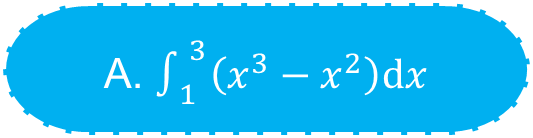 A. ∫₁³(x³ − x²)dx